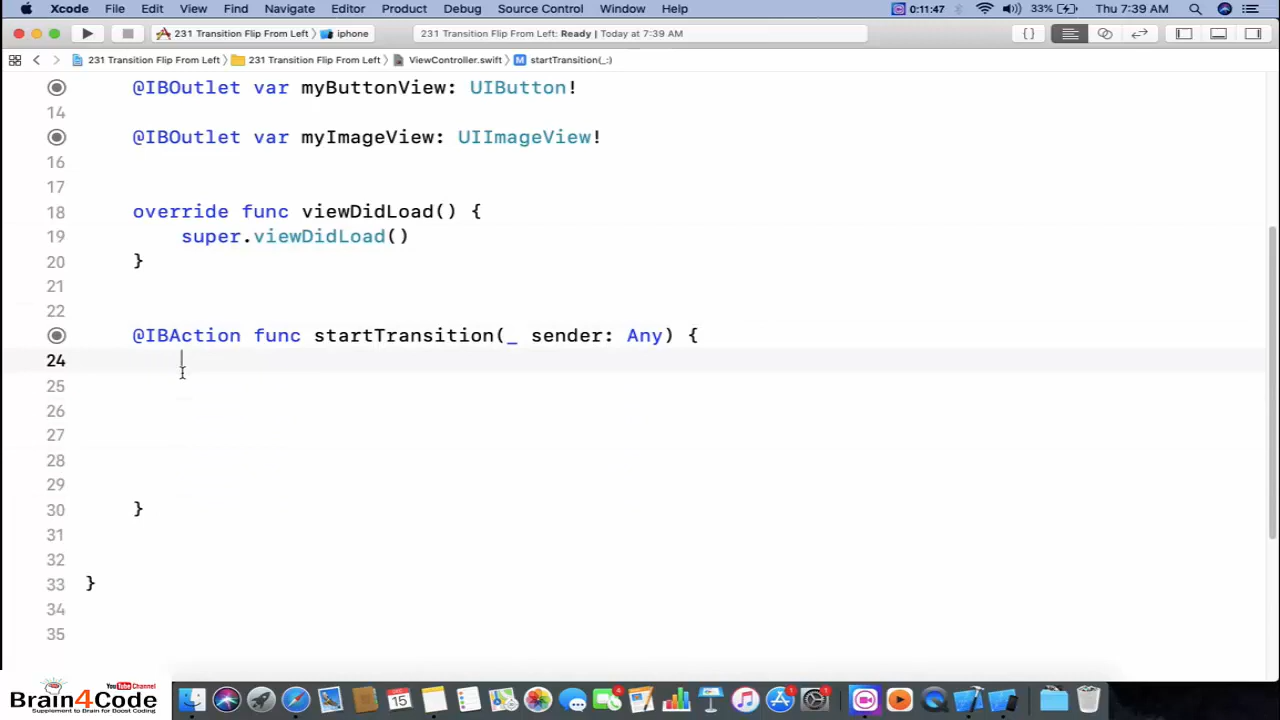 Xcode File Edit View Find Navigate Editor Product Debug Source Control Window Help 0:11:47 33% Thu 7:39 AM
231 Transition Flip From Left iphone 231 Transition Flip From Left: Ready | Today at 7:39 AM { }
231 Transition Flip From Left 231 Transition Flip From Left ViewController.swift M startTransition(_:)
@IBOutlet var myButtonView: UIButton!
14
@IBOutlet var myImageView: UIImageView!
16
17
18 override func viewDidLoad() {
19 super.viewDidLoad()
20 }
21
22
@IBAction func startTransition(_ sender: Any) {
24
25
26
27
28
29
30 }
31
32
33 }
34
35
YouTube Channel
Brain4Code
Supplement to Brain for Boost Coding
DEC
15
4
1
1